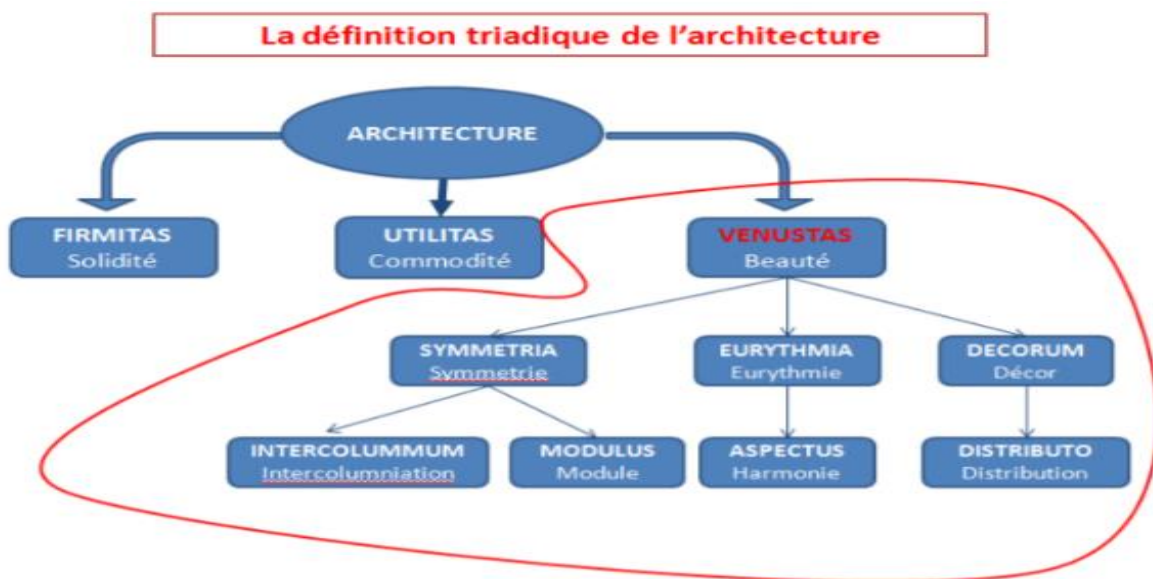 La définition triadique de l'architecture
ARCHITECTURE
FIRMITAS
Solidité
UTILITAS
Commodité
VENUSTAS
Beauté
SYMMETRIA
Symmetrie
EURYTHMIA
Eurythmie
DECORUM
Décor
INTERCOLUMMUM
Intercolumniation
MODULUS
Module
ASPECTUS
Harmonie
DISTRIBUTO
Distribution